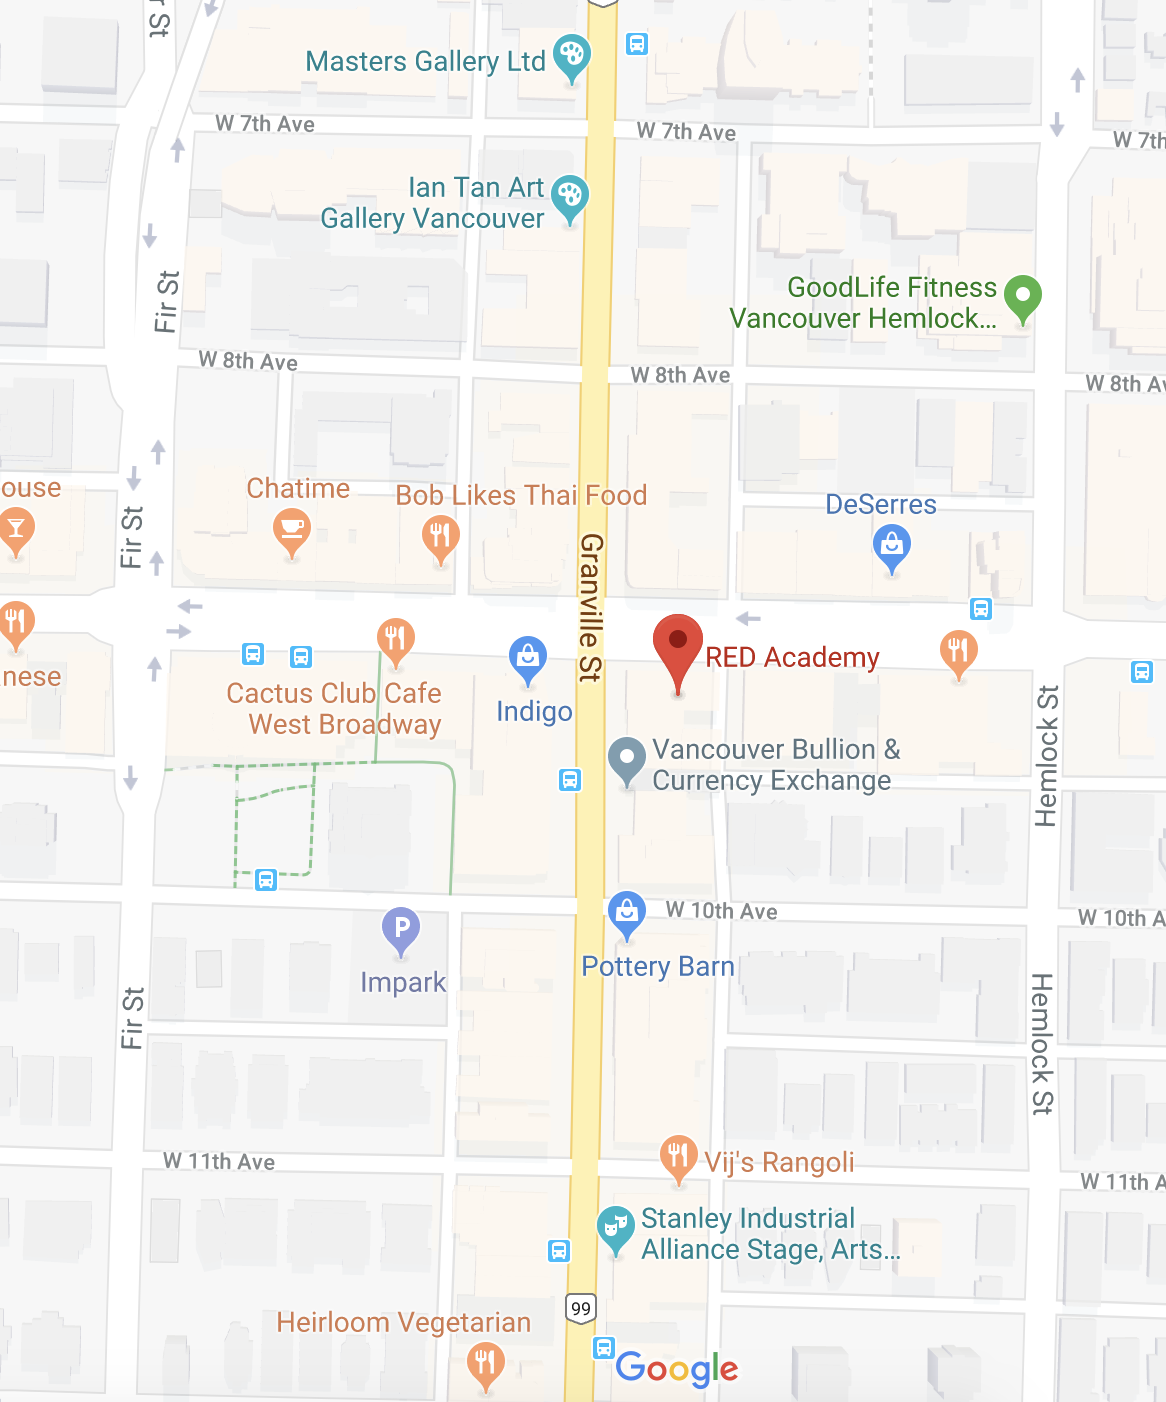 r St
Masters Gallery Ltd
W 7th Ave
W 7th Ave
W 7th
Ian Tan Art
Gallery Vancouver
Fir St
GoodLife Fitness
Vancouver Hemlock...
W 8th Ave
W 8th Ave
W 8th Av
ouse
Chatime
Bob Likes Thai Food
DeSerres
Fir St
Granville St
RED Academy
nese
Cactus Club Cafe
West Broadway
Indigo
Hemlock St
Vancouver Bullion &
Currency Exchange
W 10th Ave
W 10th A
P
Impark
Pottery Barn
Fir St
Hemlock St
W 11th Ave
Vij's Rangoli
W 11th A
Stanley Industrial
Alliance Stage, Arts...
99
Heirloom Vegetarian
Google